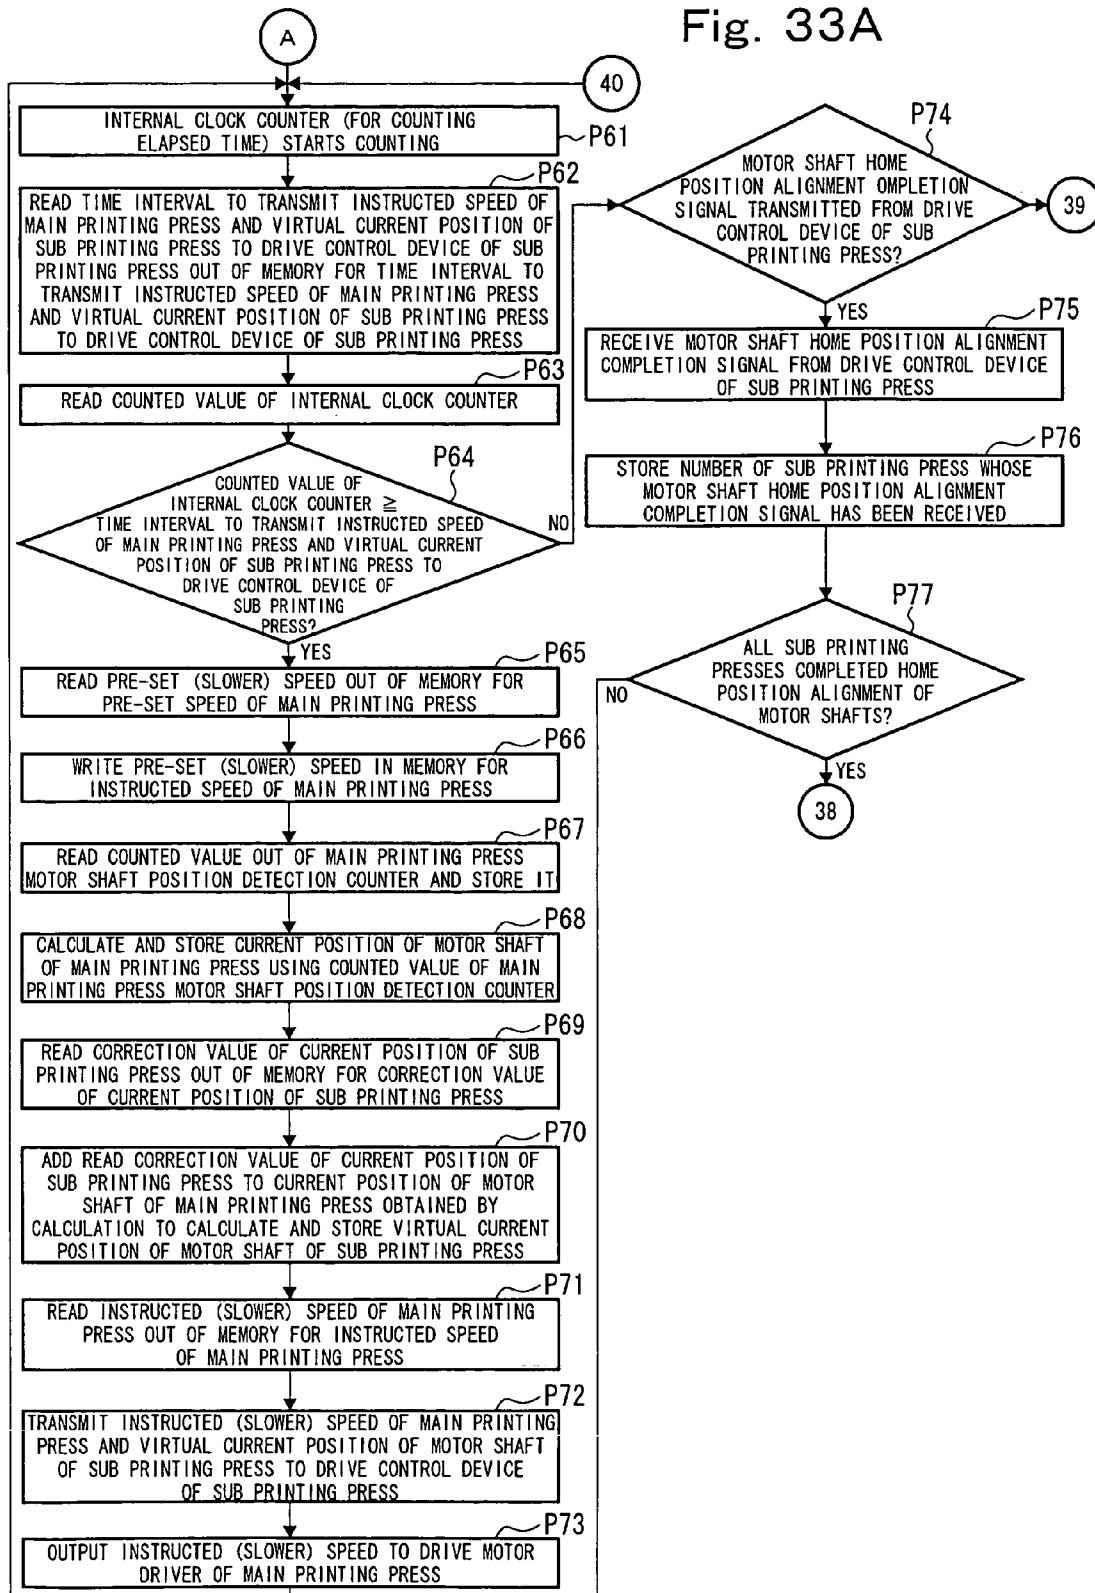 Fig. 33A
A
40
INTERNAL CLOCK COUNTER (FOR COUNTING
ELAPSED TIME) STARTS COUNTING
P61
P62
READ TIME INTERVAL TO TRANSMIT INSTRUCTED SPEED OF
MAIN PRINTING PRESS AND VIRTUAL CURRENT POSITION OF
SUB PRINTING PRESS TO DRIVE CONTROL DEVICE OF SUB
PRINTING PRESS OUT OF MEMORY FOR TIME INTERVAL TO
TRANSMIT INSTRUCTED SPEED OF MAIN PRINTING PRESS
AND VIRTUAL CURRENT POSITION OF SUB PRINTING PRESS
TO DRIVE CONTROL DEVICE OF SUB PRINTING PRESS
P63
READ COUNTED VALUE OF INTERNAL CLOCK COUNTER
P64
COUNTED VALUE OF
INTERNAL CLOCK COUNTER ≧
TIME INTERVAL TO TRANSMIT INSTRUCTED SPEED
OF MAIN PRINTING PRESS AND VIRTUAL CURRENT
POSITION OF SUB PRINTING PRESS TO
DRIVE CONTROL DEVICE OF
SUB PRINTING
PRESS?
NO
YES
P65
READ PRE-SET (SLOWER) SPEED OUT OF MEMORY FOR
PRE-SET SPEED OF MAIN PRINTING PRESS
P66
WRITE PRE-SET (SLOWER) SPEED IN MEMORY FOR
INSTRUCTED SPEED OF MAIN PRINTING PRESS
P67
READ COUNTED VALUE OUT OF MAIN PRINTING PRESS
MOTOR SHAFT POSITION DETECTION COUNTER AND STORE IT
P68
CALCULATE AND STORE CURRENT POSITION OF MOTOR SHAFT
OF MAIN PRINTING PRESS USING COUNTED VALUE OF MAIN
PRINTING PRESS MOTOR SHAFT POSITION DETECTION COUNTER
P69
READ CORRECTION VALUE OF CURRENT POSITION OF SUB
PRINTING PRESS OUT OF MEMORY FOR CORRECTION VALUE
OF CURRENT POSITION OF SUB PRINTING PRESS
P70
ADD READ CORRECTION VALUE OF CURRENT POSITION OF
SUB PRINTING PRESS TO CURRENT POSITION OF MOTOR
SHAFT OF MAIN PRINTING PRESS OBTAINED BY
CALCULATION TO CALCULATE AND STORE VIRTUAL CURRENT
POSITION OF MOTOR SHAFT OF SUB PRINTING PRESS
P71
READ INSTRUCTED (SLOWER) SPEED OF MAIN PRINTING
PRESS OUT OF MEMORY FOR INSTRUCTED SPEED
OF MAIN PRINTING PRESS
P72
TRANSMIT INSTRUCTED (SLOWER) SPEED OF MAIN PRINTING
PRESS AND VIRTUAL CURRENT POSITION OF MOTOR SHAFT
OF SUB PRINTING PRESS TO DRIVE CONTROL DEVICE
OF SUB PRINTING PRESS
P73
OUTPUT INSTRUCTED (SLOWER) SPEED TO DRIVE MOTOR
DRIVER OF MAIN PRINTING PRESS
P74
MOTOR SHAFT HOME
POSITION ALIGNMENT OMPLETION
SIGNAL TRANSMITTED FROM DRIVE
CONTROL DEVICE OF SUB
PRINTING PRESS?
39
YES
P75
RECEIVE MOTOR SHAFT HOME POSITION ALIGNMENT
COMPLETION SIGNAL FROM DRIVE CONTROL DEVICE
OF SUB PRINTING PRESS
P76
STORE NUMBER OF SUB PRINTING PRESS WHOSE
MOTOR SHAFT HOME POSITION ALIGNMENT
COMPLETION SIGNAL HAS BEEN RECEIVED
P77
ALL SUB PRINTING
PRESSES COMPLETED HOME
POSITION ALIGNMENT OF
MOTOR SHAFTS?
NO
YES
38